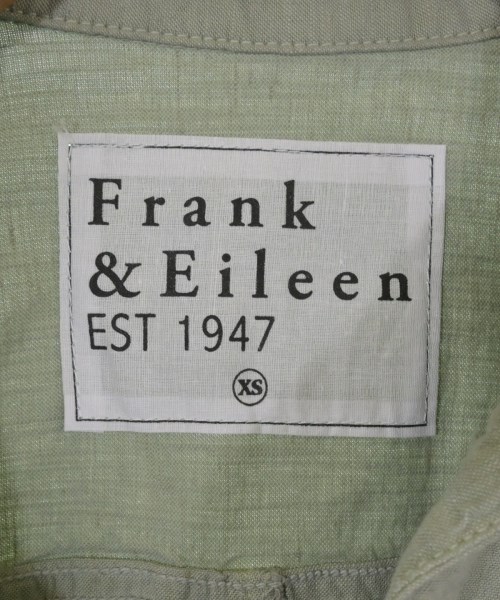 Frank
& Eileen
EST 1947
XS